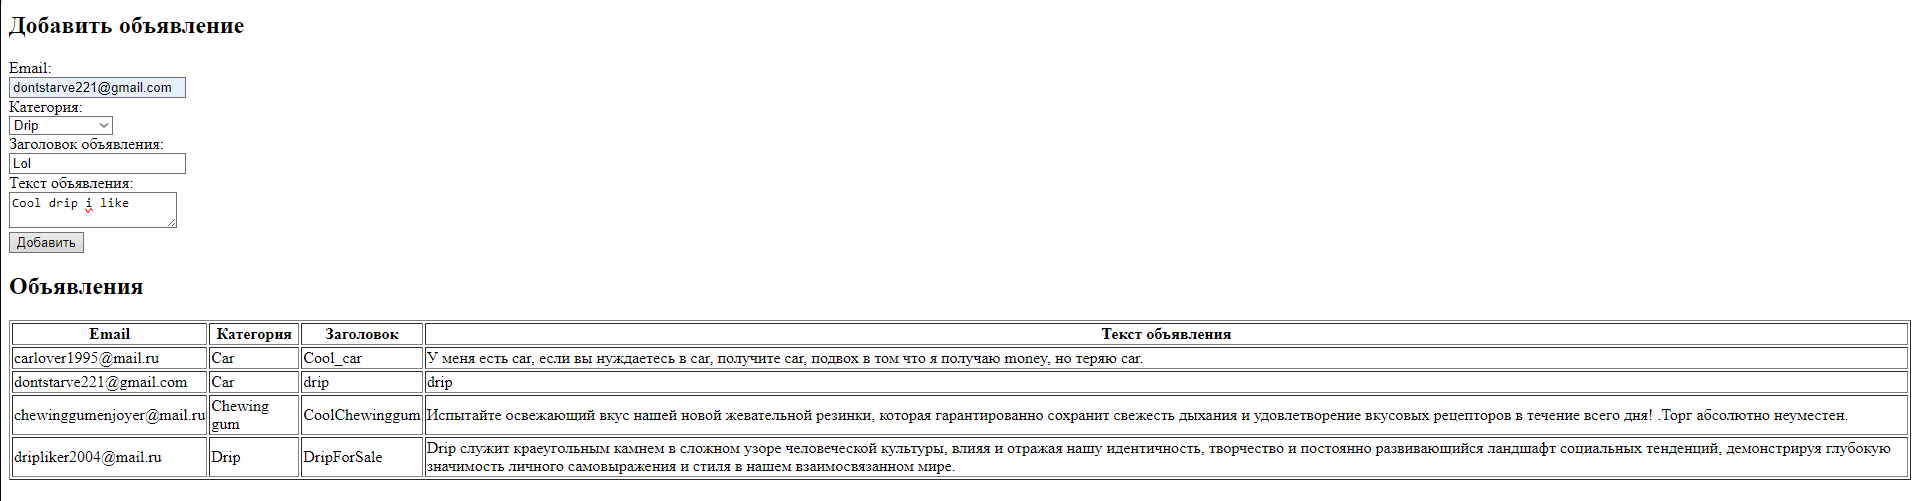 Добавить объявление
Email:
dontstarve221@gmail.com
Категория:
Drip
Заголовок объявления:
Lol
Текст объявления:
Cool drip i like
Добавить
Объявления
Email Категория Заголовок Текст объявления
carlover1995@mail.ru Car Cool_car У меня есть car, если вы нуждаетесь в car, получите car, подвох в том что я получаю money, но теряю car.
dontstarve221@gmail.com Car drip drip
chewinggumenjoyer@mail.ru Chewing gum CoolChewinggum Испытайте освежающий вкус нашей новой жевательной резинки, которая гарантированно сохранит свежесть дыхания и удовлетворение вкусовых рецепторов в течение всего дня! .Торг абсолютно неуместен.
dripliker2004@mail.ru Drip DripForSale Drip служит краеугольным камнем в сложном узоре человеческой культуры, влияя и отражая нашу идентичность, творчество и постоянно развивающийся ландшафт социальных тенденций, демонстрируя глубокую
значимость личного самовыражения и стиля в нашем взаимосвязанном мире.